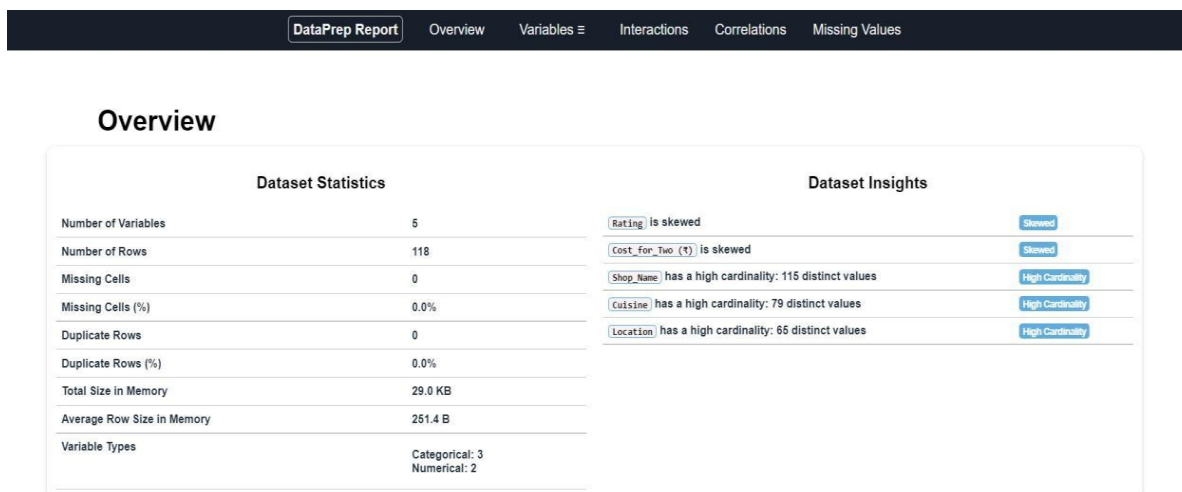 DataPrep Report Overview Variables ≡ Interactions Correlations Missing Values
Overview
Dataset Statistics
Number of Variables 5
Number of Rows 118
Missing Cells 0
Missing Cells (%) 0.0%
Duplicate Rows 0
Duplicate Rows (%) 0.0%
Total Size in Memory 29.0 KB
Average Row Size in Memory 251.4 B
Variable Types
Categorical: 3
Numerical: 2
Dataset Insights
Rating is skewed Skewed
Cost_for_Two (₹) is skewed Skewed
Shop_Name has a high cardinality: 115 distinct values High Cardinality
Cuisine has a high cardinality: 79 distinct values High Cardinality
Location has a high cardinality: 65 distinct values High Cardinality